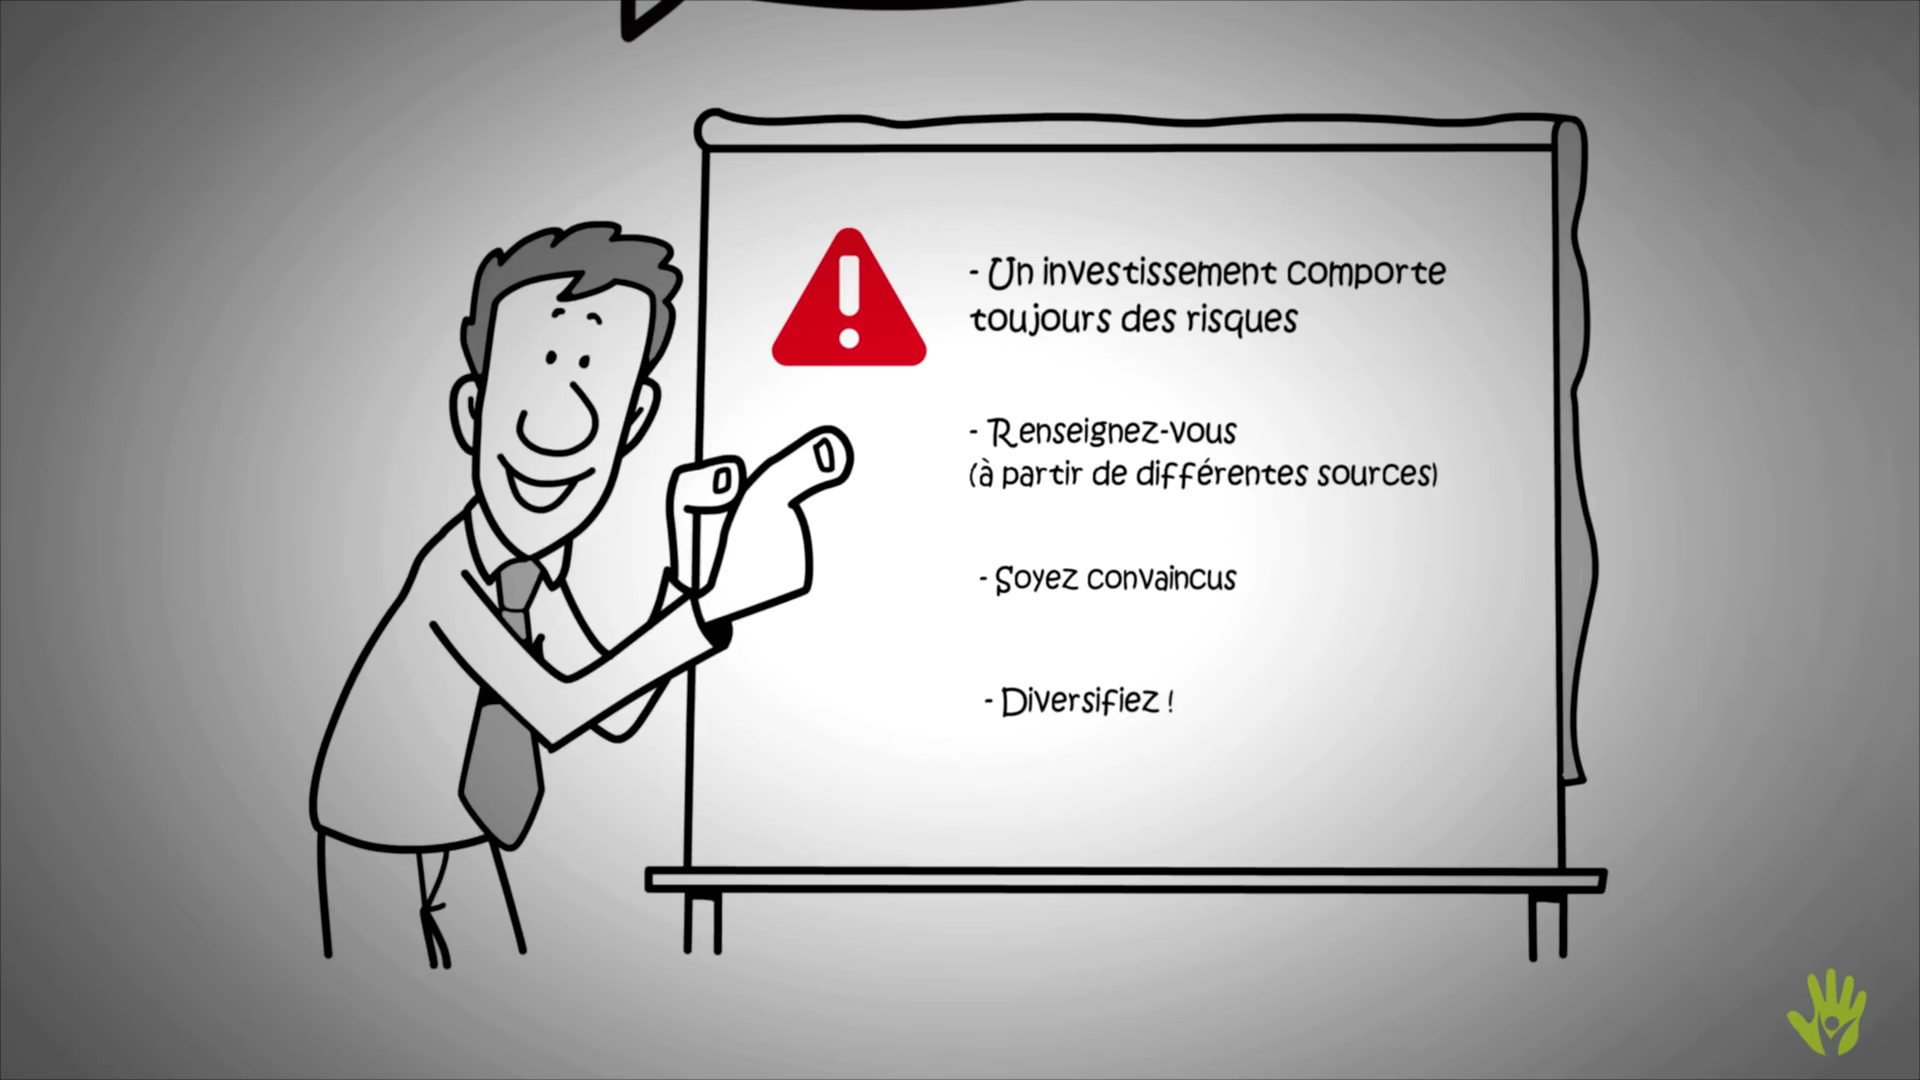 - Un investissement comporte
toujours des risques
- Renseignez-vous
(à partir de différentes sources)
- Soyez convaincus
- Diversifiez !